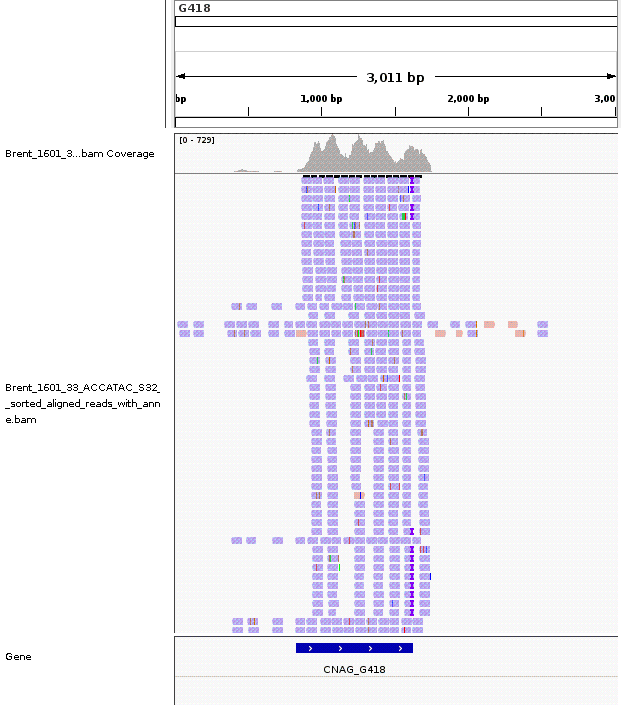 G418
3,011 bp
bp
1,000 bp
2,000 bp
3,00
[0 - 729]
Brent_1601_3...bam Coverage
Brent_1601_33_ACCATAC_S32_
_sorted_aligned_reads_with_ann
e.bam
Gene
CNAG_G418